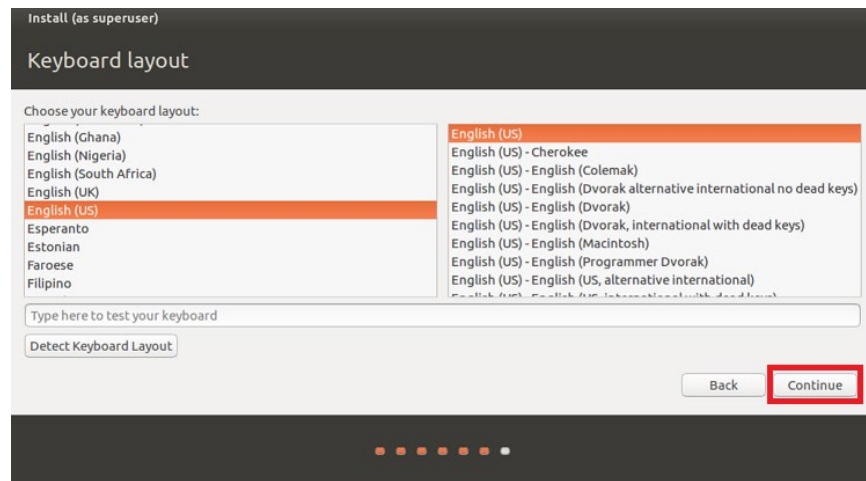 Install (as superuser)
Keyboard layout
Choose your keyboard layout:
English (Ghana)
English (Nigeria)
English (South Africa)
English (UK)
English (US)
Esperanto
Estonian
Faroese
Filipino
English (US)
English (US) - Cherokee
English (US) - English (Colemak)
English (US) - English (Dvorak alternative international no dead keys)
English (US) - English (Dvorak)
English (US) - English (Dvorak, international with dead keys)
English (US) - English (Macintosh)
English (US) - English (Programmer Dvorak)
English (US) - English (US, alternative international)
Type here to test your keyboard
Detect Keyboard Layout
Back
Continue